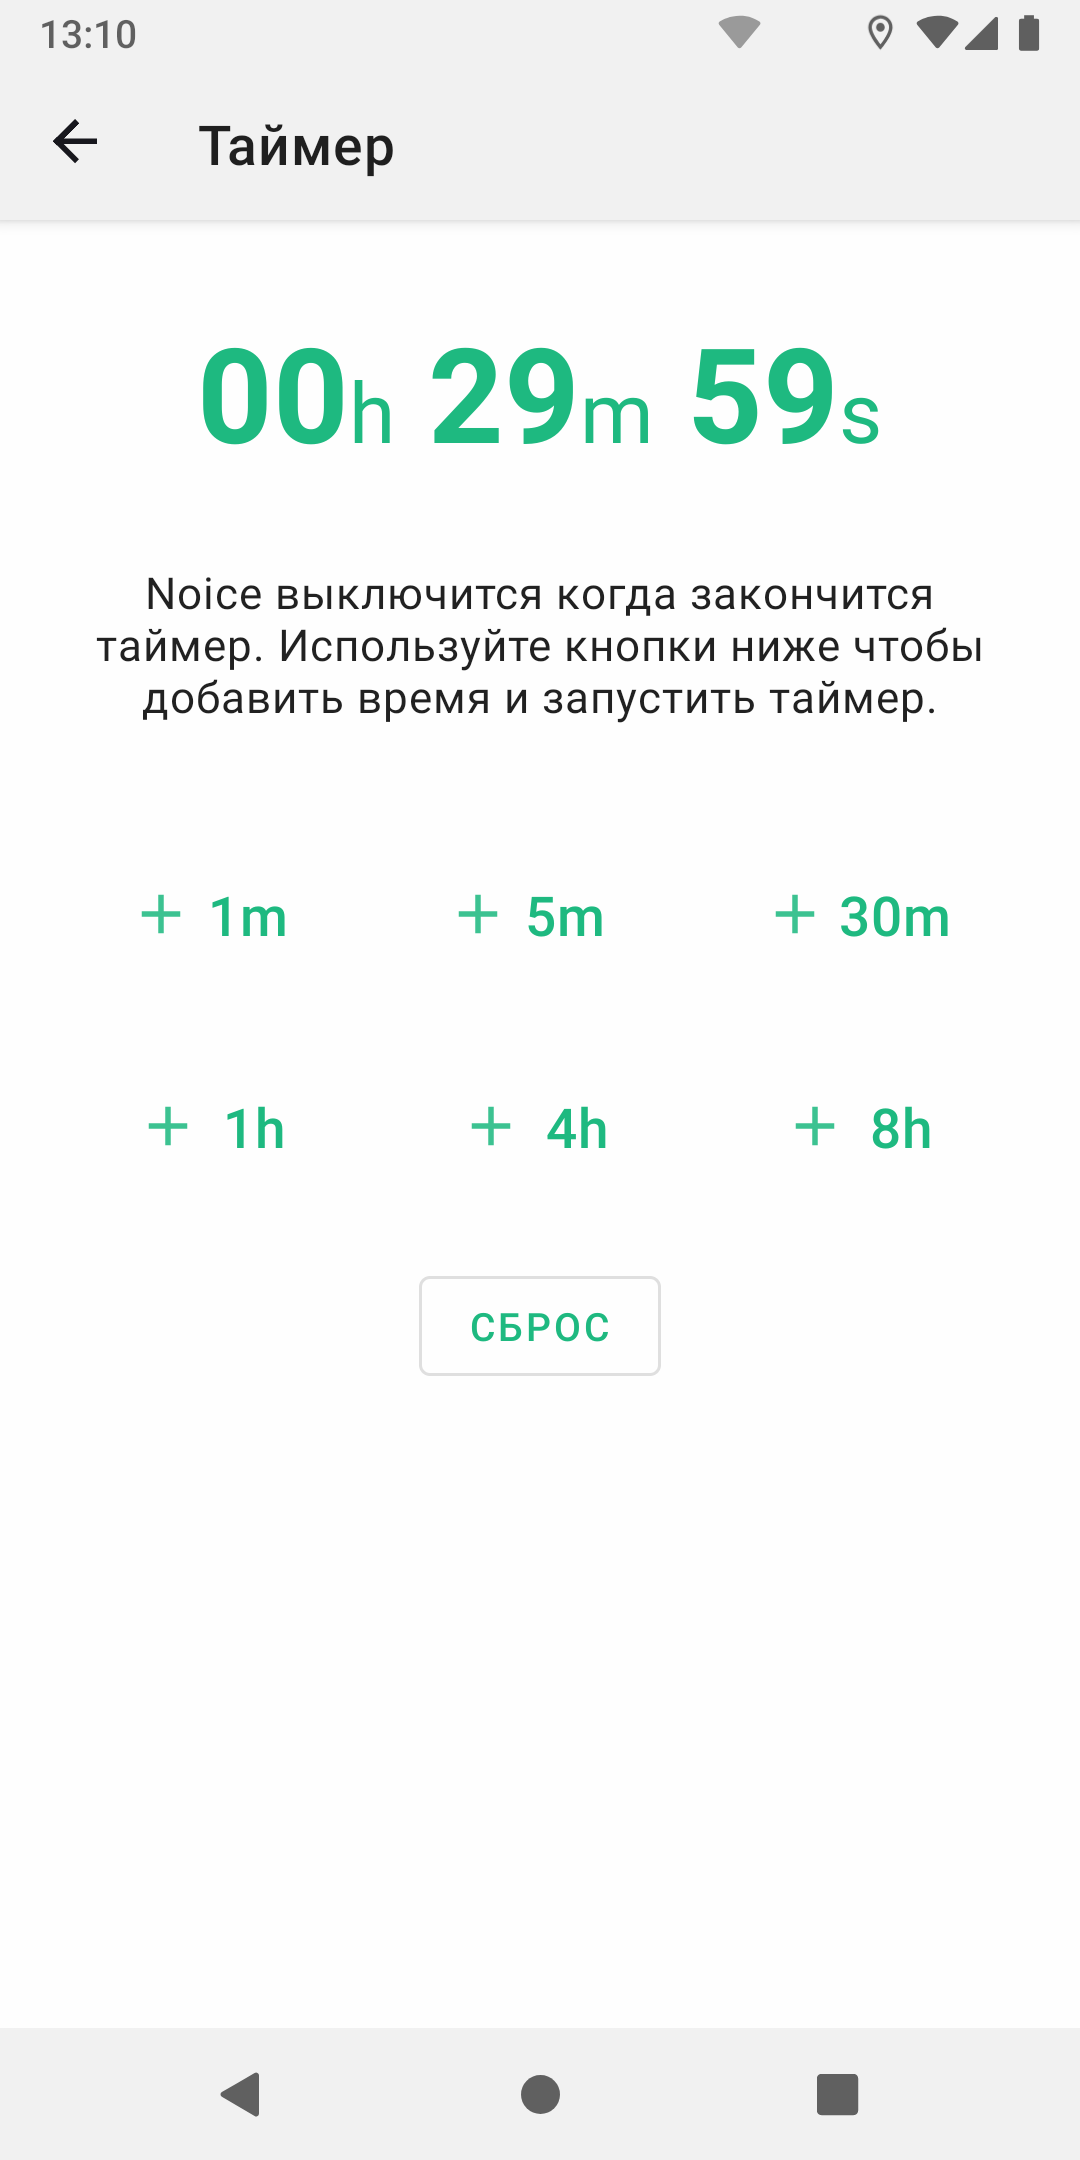 13:10
Таймер
00h 29m 59s
Noice выключится когда закончится
таймер. Используйте кнопки ниже чтобы
добавить время и запустить таймер.
+ 1m + 5m + 30m
+ 1h + 4h + 8h
СБРОС